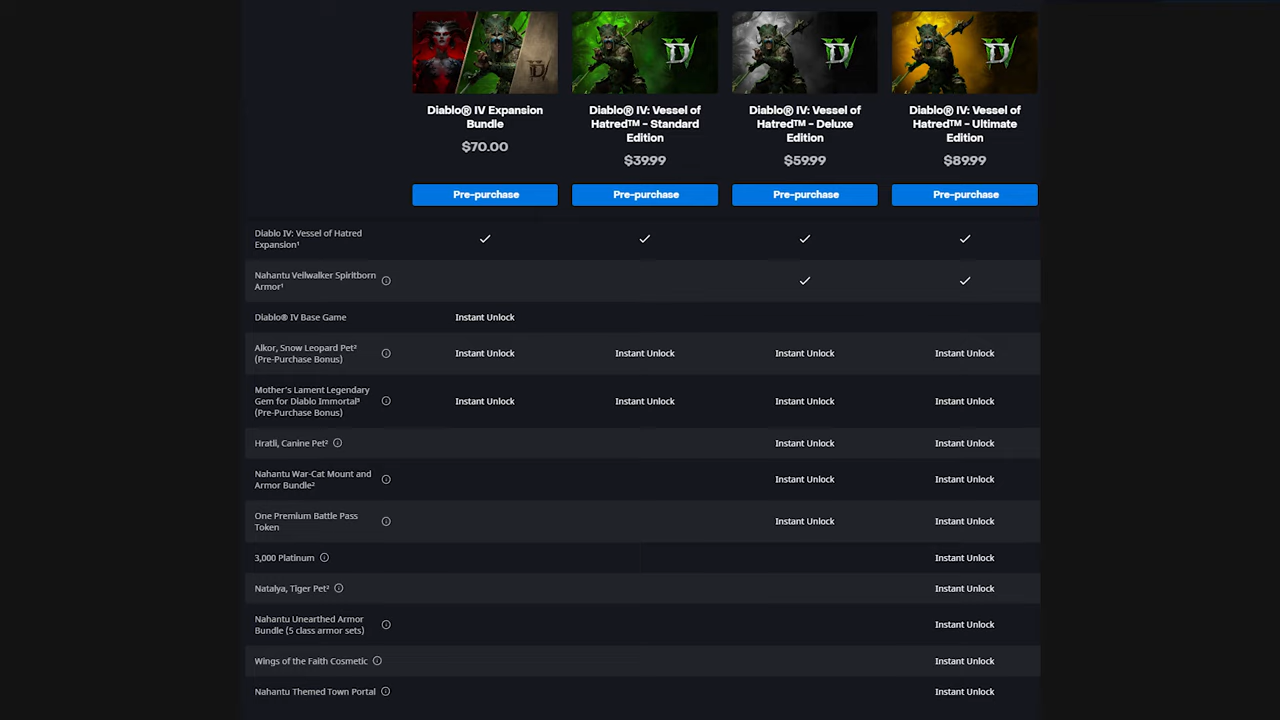 Diablo® IV Expansion
Bundle
$70.00
Pre-purchase
Diablo® IV: Vessel of
Hatred™ – Standard
Edition
$39.99
Pre-purchase
Diablo® IV: Vessel of
Hatred™ – Deluxe
Edition
$59.99
Pre-purchase
Diablo® IV: Vessel of
Hatred™ – Ultimate
Edition
$89.99
Pre-purchase
Diablo IV: Vessel of Hatred
Expansion¹
Nahantu Veilwalker Spiritborn
Armor¹
Diablo® IV Base Game
Instant Unlock
Alkor, Snow Leopard Pet²
(Pre-Purchase Bonus)
Instant Unlock Instant Unlock Instant Unlock Instant Unlock
Mother's Lament Legendary
Gem for Diablo Immortal³
(Pre-Purchase Bonus)
Instant Unlock Instant Unlock Instant Unlock Instant Unlock
Hratli, Canine Pet²
Instant Unlock Instant Unlock
Nahantu War-Cat Mount and
Armor Bundle²
Instant Unlock Instant Unlock
One Premium Battle Pass
Token
Instant Unlock Instant Unlock
3,000 Platinum
Instant Unlock
Natalya, Tiger Pet²
Instant Unlock
Nahantu Unearthed Armor
Bundle (5 class armor sets)
Instant Unlock
Wings of the Faith Cosmetic
Instant Unlock
Nahantu Themed Town Portal
Instant Unlock